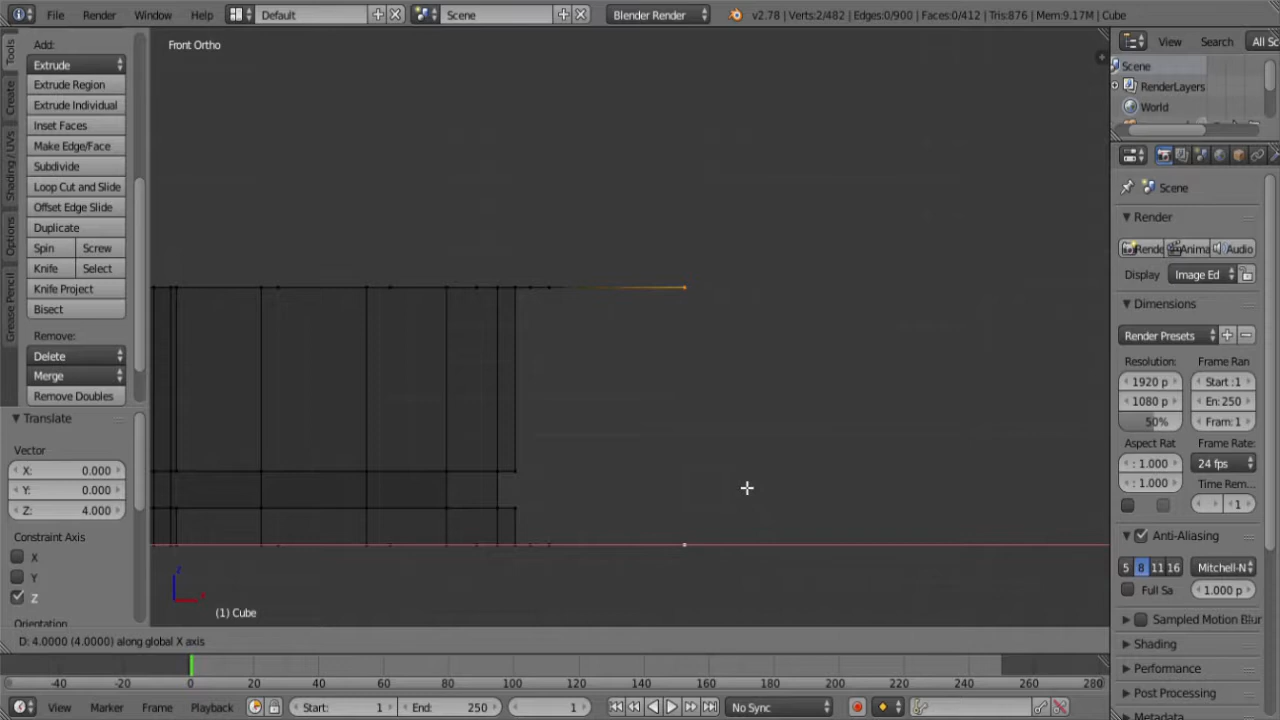 File Render Window Help Default Scene Blender Render v2.78 | Verts:2/482 | Edges:0/900 | Faces:0/412 | Tris:876 | Mem:9.17M | Cube
Tools
Create
Shading / UVs
Options
Grease Pencil
Add:
Extrude
Extrude Region
Extrude Individual
Inset Faces
Make Edge/Face
Subdivide
Loop Cut and Slide
Offset Edge Slide
Duplicate
Spin Screw
Knife Select
Knife Project
Bisect
Remove:
Delete
Merge
Remove Doubles
Translate
Vector
X: 0.000
Y: 0.000
Z: 4.000
Constraint Axis
X
Y
Z
Orientation
Front Ortho
z
x
(1) Cube
D: 4.0000 (4.0000) along global X axis
View Search All Sc
Scene
RenderLayers
World
Scene
Render
Rende Anima Audio
Display Image Ed
Dimensions
Render Presets
Resolution: Frame Ran
1920 p Start :1
1080 p En: 250
50% Fram: 1
Aspect Rat Frame Rate:
: 1.000 24 fps
: 1.000 Time Rem...
1
Anti-Aliasing
5 8 11 16 Mitchell-N
Full Sa 1.000 p
Sampled Motion Blur
Shading
Performance
Post Processing
Metadata
-40 -20 0 20 40 60 80 100 120 140 160 180 200 220 240 260 280
View Marker Frame Playback Start: 1 End: 250 1 No Sync